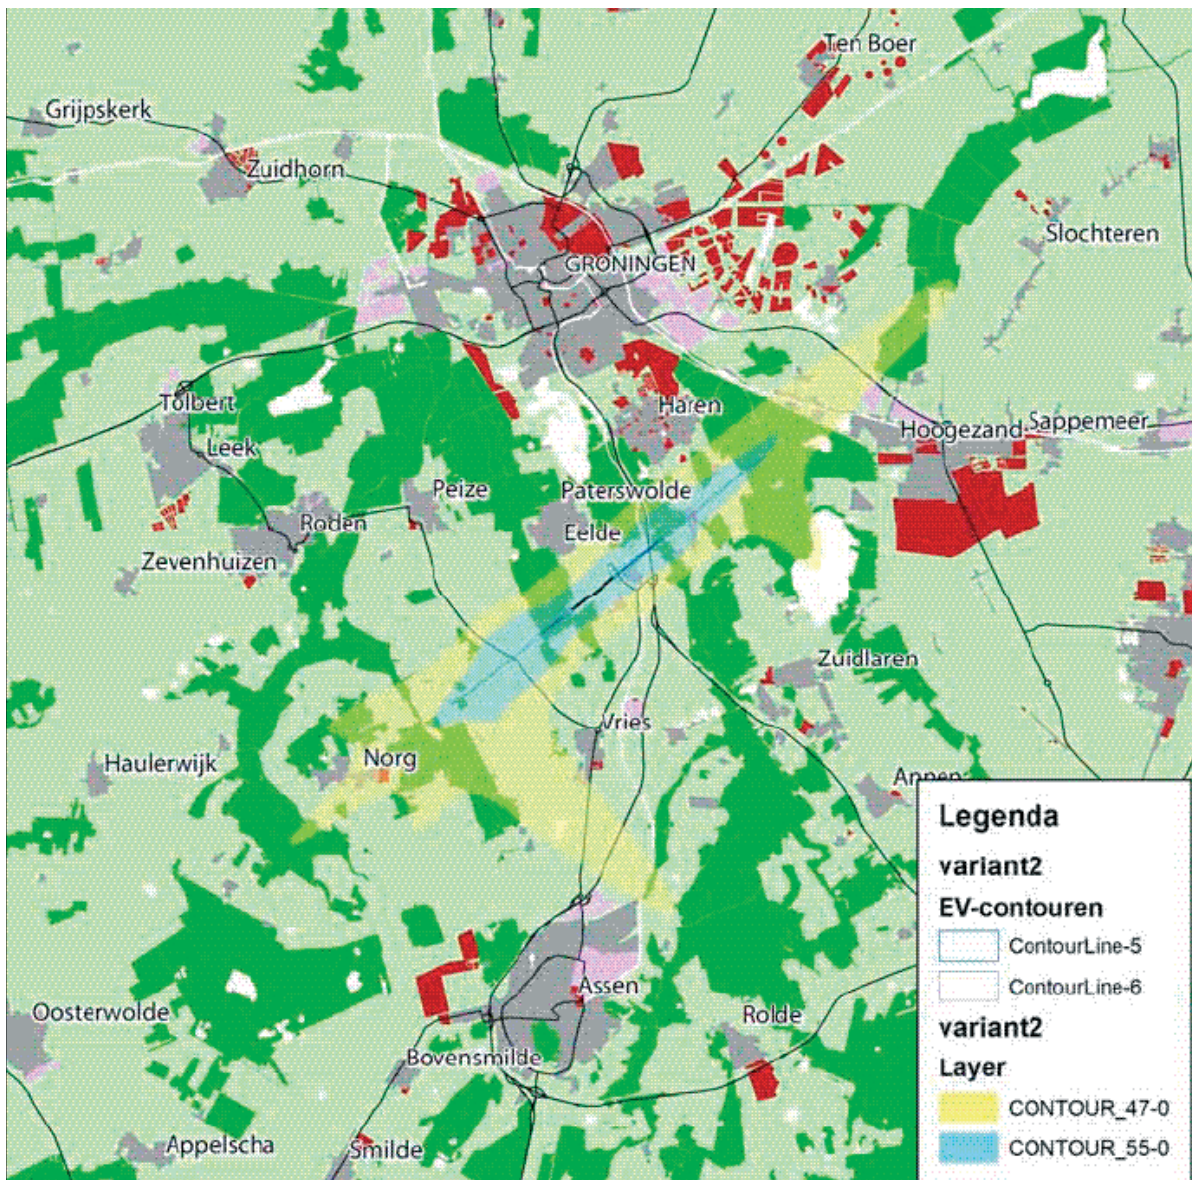 Ten Boer
Grijpskerk
Zuidhorn
Slochteren
GRONINGEN
Tolbert
Haren
Leek
Hoogezand
Sappemeer
Peize
Paterswolde
Roden
Eelde
Zevenhuizen
Zuidlaren
Vries
Norg
Haulerwijk
Annen
Legenda
variant2
EV-contouren
ContourLine-5
ContourLine-6
variant2
Layer
CONTOUR_47-0
CONTOUR_55-0
Assen
Oosterwolde
Rolde
Bovensmilde
Appelscha
Smilde